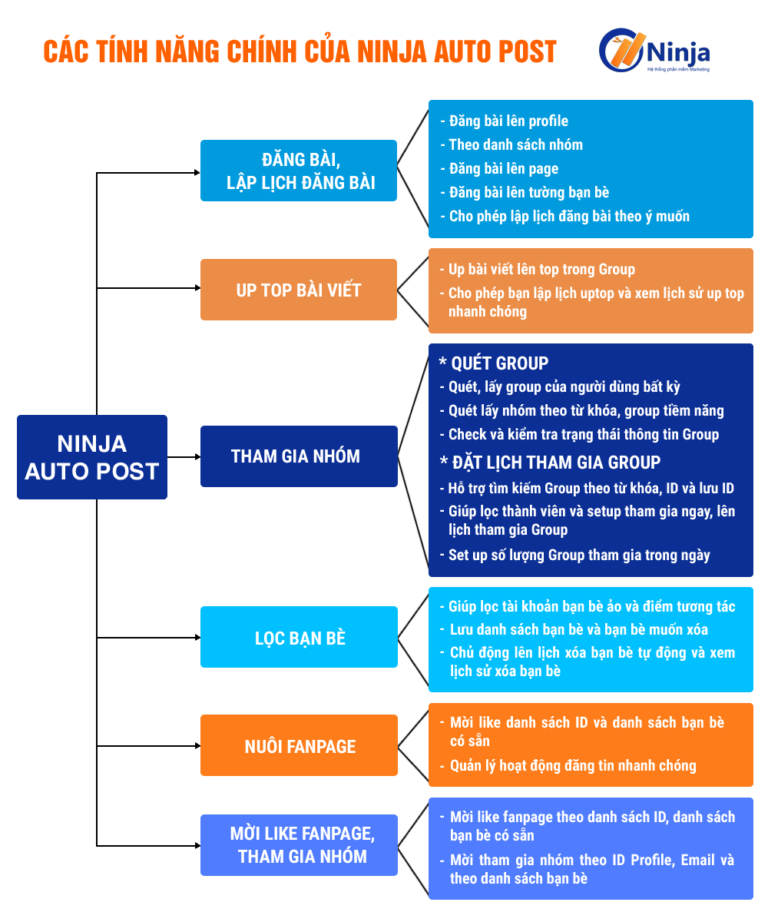 CÁC TÍNH NĂNG CHÍNH CỦA NINJA AUTO POST
Ninja
Hệ thống phần mềm Marketing
NINJA
AUTO POST
ĐĂNG BÀI,
LẬP LỊCH ĐĂNG BÀI
- Đăng bài lên profile
- Theo danh sách nhóm
- Đăng bài lên page
- Đăng bài lên tường bạn bè
- Cho phép lập lịch đăng bài theo ý muốn
UP TOP BÀI VIẾT
- Up bài viết lên top trong Group
- Cho phép bạn lập lịch uptop và xem lịch sử up top
nhanh chóng
THAM GIA NHÓM
* QUÉT GROUP
- Quét, lấy group của người dùng bất kỳ
- Quét lấy nhóm theo từ khóa, group tiềm năng
- Check và kiểm tra trạng thái thông tin Group
* ĐẶT LỊCH THAM GIA GROUP
- Hỗ trợ tìm kiếm Group theo từ khóa, ID và lưu ID
- Giúp lọc thành viên và setup tham gia ngay, lên
lịch tham gia Group
- Set up số lượng Group tham gia trong ngày
LỌC BẠN BÈ
- Giúp lọc tài khoản bạn bè ảo và điểm tương tác
- Lưu danh sách bạn bè và bạn bè muốn xóa
- Chủ động lên lịch xóa bạn bè tự động và xem
lịch sử xóa bạn bè
NUÔI FANPAGE
- Mời like danh sách ID và danh sách bạn bè
có sẵn
- Quản lý hoạt động đăng tin nhanh chóng
MỜI LIKE FANPAGE,
THAM GIA NHÓM
- Mời like fanpage theo danh sách ID, danh sách
bạn bè có sẵn
- Mời tham gia nhóm theo ID Profile, Email và
theo danh sách bạn bè